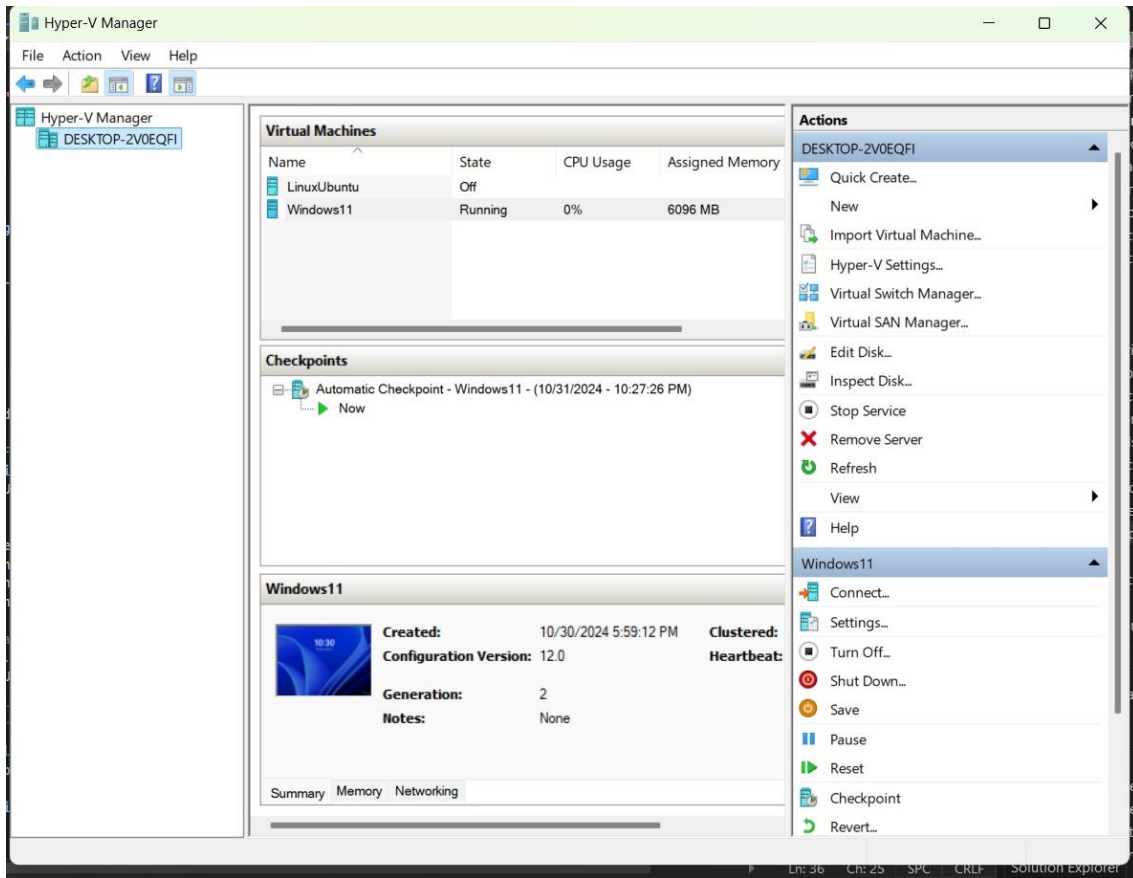 Hyper-V Manager
File Action View Help
Hyper-V Manager
DESKTOP-2V0EQFI
Virtual Machines
Name State CPU Usage Assigned Memory
LinuxUbuntu Off
Windows11 Running 0% 6096 MB
Checkpoints
Automatic Checkpoint - Windows11 - (10/31/2024 - 10:27:26 PM)
Now
Windows11
10:30
Created: 10/30/2024 5:59:12 PM Clustered:
Configuration Version: 12.0 Heartbeat:
Generation: 2
Notes: None
Summary Memory Networking
Actions
DESKTOP-2V0EQFI
Quick Create...
New
Import Virtual Machine...
Hyper-V Settings...
Virtual Switch Manager...
Virtual SAN Manager...
Edit Disk...
Inspect Disk...
Stop Service
Remove Server
Refresh
View
Help
Windows11
Connect...
Settings...
Turn Off...
Shut Down...
Save
Pause
Reset
Checkpoint
Revert...
Ln: 36 Ch: 25 SPC CRLF Solution Explorer